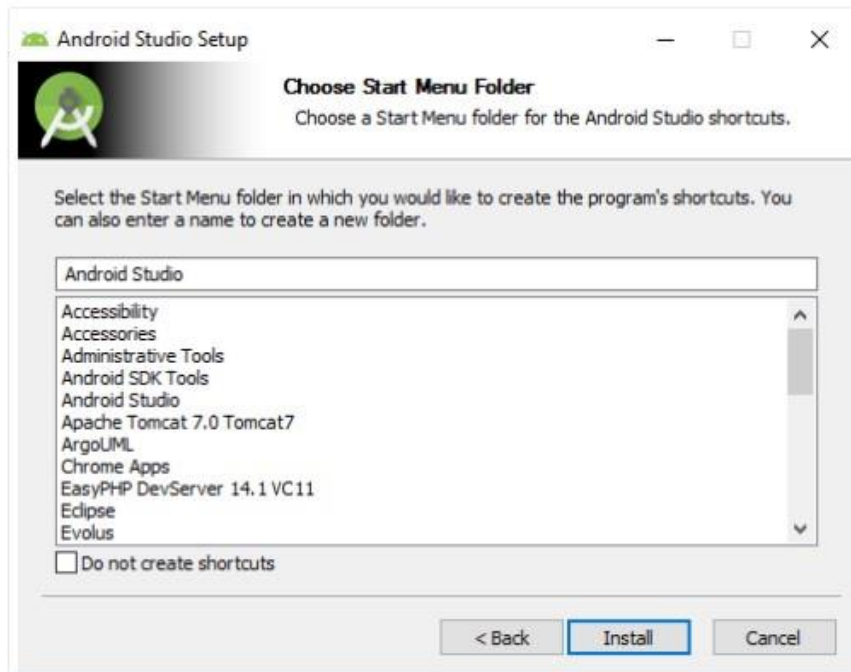 Android Studio Setup
Choose Start Menu Folder
Choose a Start Menu folder for the Android Studio shortcuts.
Select the Start Menu folder in which you would like to create the program's shortcuts. You
can also enter a name to create a new folder.
Android Studio
Accessibility
Accessories
Administrative Tools
Android SDK Tools
Android Studio
Apache Tomcat 7.0 Tomcat7
ArgoUML
Chrome Apps
EasyPHP DevServer 14.1 VC11
Eclipse
Evolus
Do not create shortcuts
< Back Install Cancel